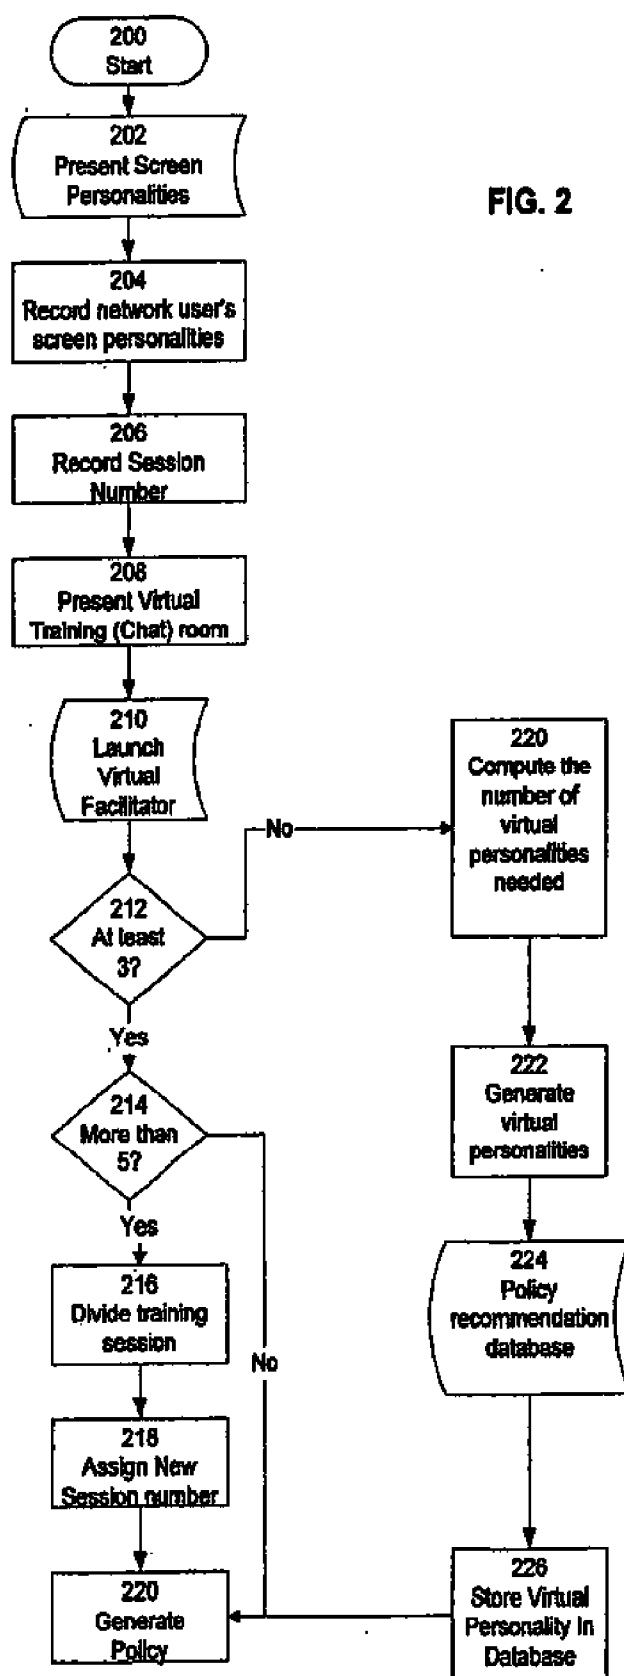 200
Start
202
Present Screen
Personalities
FIG. 2
204
Record network user's
screen personalities
206
Record Session
Number
208
Present Virtual
Training (Chat) room
210
Launch
Virtual
Facilitator
No
220
Compute the
number of
virtual
personalities
needed
212
At least
3?
Yes
222
Generate
virtual
personalities
214
More than
5?
Yes
224
Policy
recommendation
database
216
Divide training
session
No
218
Assign New
Session number
220
Generate
Policy
226
Store Virtual
Personality In
Database